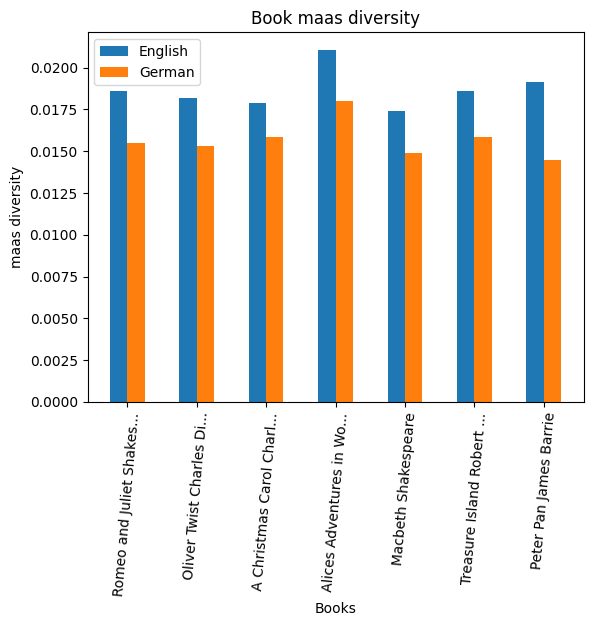 Book maas diversity
English
German
maas diversity
0.0200
0.0175
0.0150
0.0125
0.0100
0.0075
0.0050
0.0025
0.0000
Romeo and Juliet Shakes...
Oliver Twist Charles Di...
A Christmas Carol Charl...
Alices Adventures in Wo...
Macbeth Shakespeare
Treasure Island Robert ...
Peter Pan James Barrie
Books